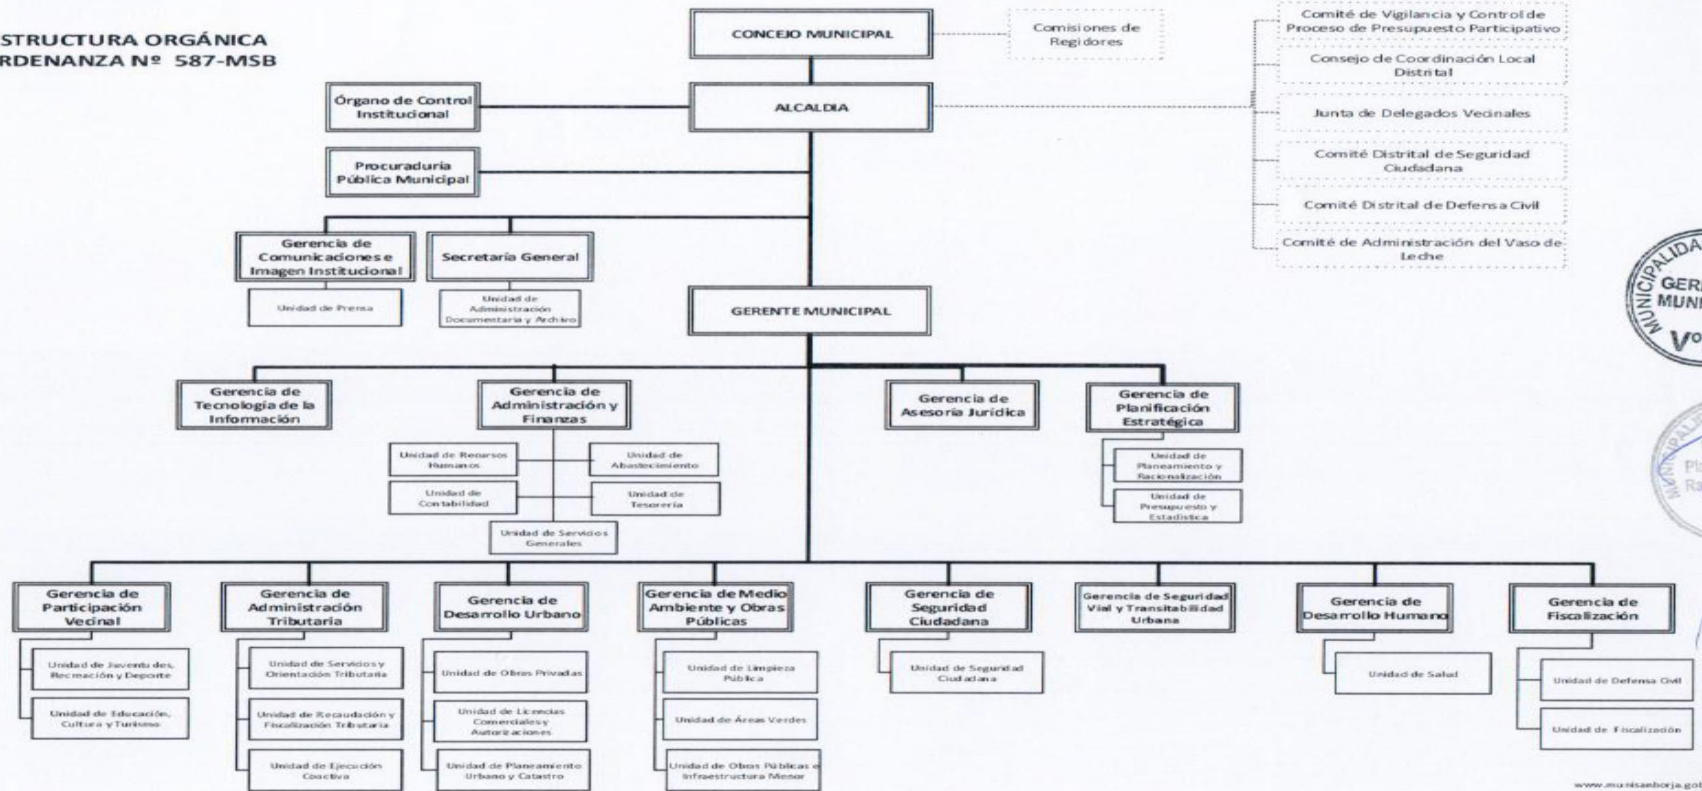 STRUCTURA ORGÁNICA
RDENANZA Nº 587-MSB
CONCEJO MUNICIPAL
Comisiones de
Regidores
Comité de Vigilancia y Control de
Proceso de Presupuesto Participativo
Consejo de Coordinación Local
Distrital
Junta de Delegados Vecinales
Comité Distrital de Seguridad
Ciudadana
Comité Distrital de Defensa Civil
Comité de Administración del Vaso de
Leche
ALCALDIA
Órgano de Control
Institucional
Procuraduría
Pública Municipal
Gerencia de
Comunicaciones e
Imagen Institucional
Unidad de Prensa
Secretaría General
Unidad de
Administración
Documentaria y Archivo
GERENTE MUNICIPAL
Gerencia de
Tecnología de la
Información
Gerencia de
Administración y
Finanzas
Unidad de Recursos
Humanos
Unidad de
Abastecimiento
Unidad de
Contabilidad
Unidad de
Tesorería
Unidad de Servicios
Generales
Gerencia de
Asesoría Jurídica
Gerencia de
Planificación
Estratégica
Unidad de
Planeamiento y
Racionalización
Unidad de
Presupuesto y
Estadística
Gerencia de
Participación
Vecinal
Unidad de Juventudes,
Recreación y Deporte
Unidad de Educación,
Cultura y Turismo
Gerencia de
Administración
Tributaria
Unidad de Servicios y
Orientación Tributaria
Unidad de Recaudación y
Fiscalización Tributaria
Unidad de Ejecución
Coactiva
Gerencia de
Desarrollo Urbano
Unidad de Obras Privadas
Unidad de Licencias
Comerciales y
Autorizaciones
Unidad de Planeamiento
Urbano y Catastro
Gerencia de Medio
Ambiente y Obras
Públicas
Unidad de Limpieza
Pública
Unidad de Áreas Verdes
Unidad de Obras Públicas e
Infraestructura Menor
Gerencia de
Seguridad
Ciudadana
Unidad de Seguridad
Ciudadana
Gerencia de Seguridad
Vial y Transitabilidad
Urbana
Gerencia de
Desarrollo Humano
Unidad de Salud
Gerencia de
Fiscalización
Unidad de Defensa Civil
Unidad de Fiscalización
MUNICIPALIDA
GER
MUNI
Vº
www.munisanborja.gob